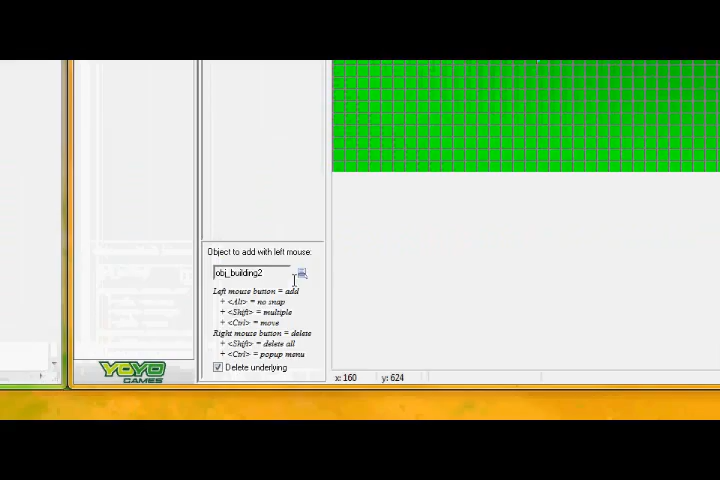 Object to add with left mouse:
obj_building2
Left mouse button = add
+ <Alt> = no snap
+ <Shift> = multiple
+ <Ctrl> = move
Right mouse button = delete
+ <Shift> = delete all
+ <Ctrl> = popup menu
Delete underlying
YOYO
GAMES
x: 160
y: 624